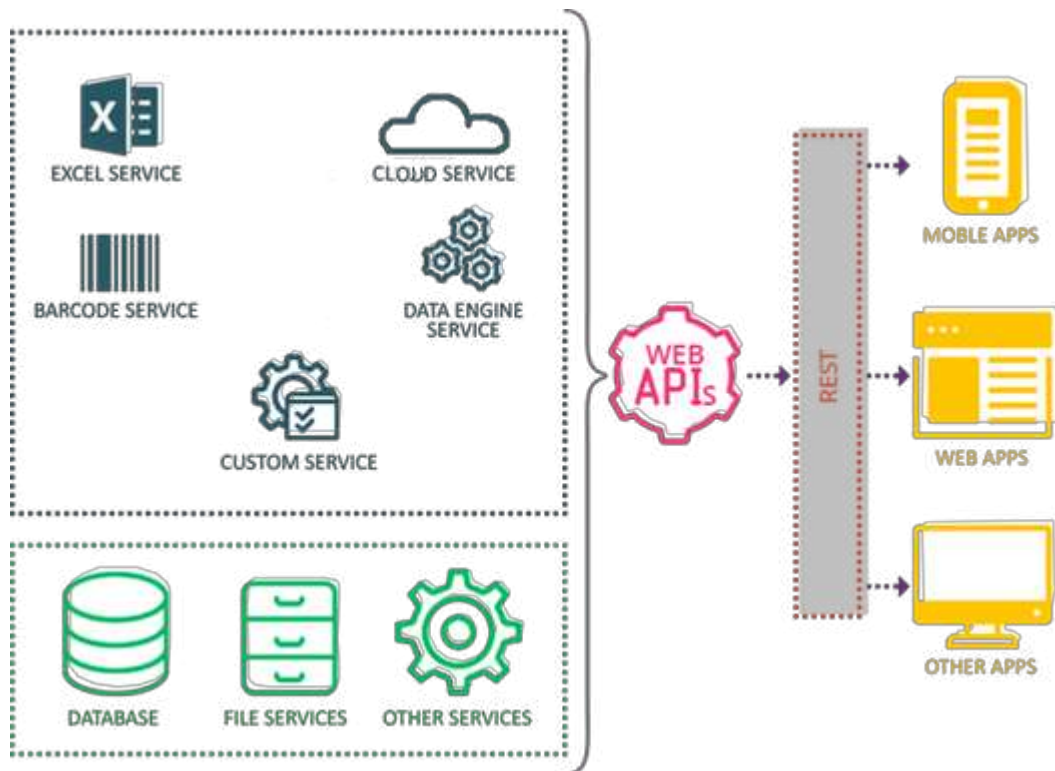 X
EXCEL SERVICE
CLOUD SERVICE
BARCODE SERVICE
DATA ENGINE
SERVICE
CUSTOM SERVICE
DATABASE
FILE SERVICES
OTHER SERVICES
WEB
APIs
REST
MOBLE APPS
WEB APPS
OTHER APPS